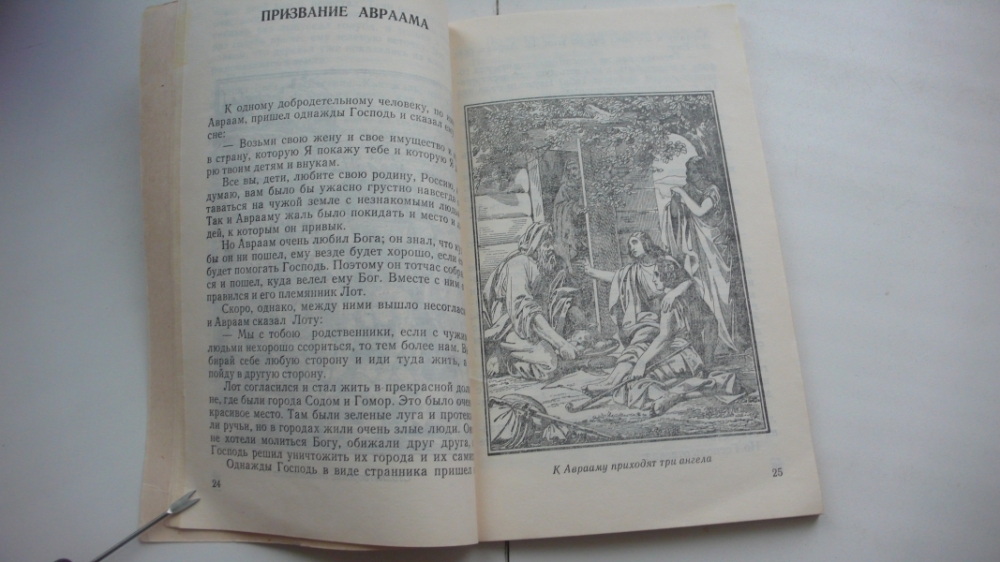 ПРИЗВАНИЕ АВРААМА
К одному добродетельному человеку, по
Авраам, пришел однажды Господь и сказал
сне:
— Возьми свою жену и свое имущество и
в страну, которую Я покажу тебе и которую Я
рю твоим детям и внукам.
Все вы, дети, любите свою родину, Россию,
думаю, вам было бы ужасно грустно навсегда
таваться на чужой земле с незнакомыми
Так и Аврааму жаль было покидать и место и
дей, к которым он привык.
Но Авраам очень любил Бога; он знал, что
бы он ни пошел, ему везде будет хорошо, если
будет помогать Господь. Поэтому он тотчас
ся и пошел, куда велел ему Бог. Вместе с ним
правился и его племянник Лот.
Скоро, однако, между ними вышло
и Авраам сказал Лоту:
— Мы с тобою родственники, если с
людьми нехорошо ссориться, то тем более нам.
бирай себе любую сторону и иди туда жить,
пойду в другую сторону.
Лот согласился и стал жить в прекрасной
не, где были города Содом и Гомор. Это было
красивое место. Там были зеленые луга и
ли ручьи, но в городах жили очень злые люди.
не хотели молиться Богу, обижали друг друга,
Господь решил уничтожить их города и их
Однажды Господь в виде странника пришел
24
К Аврааму приходят три ангела
25